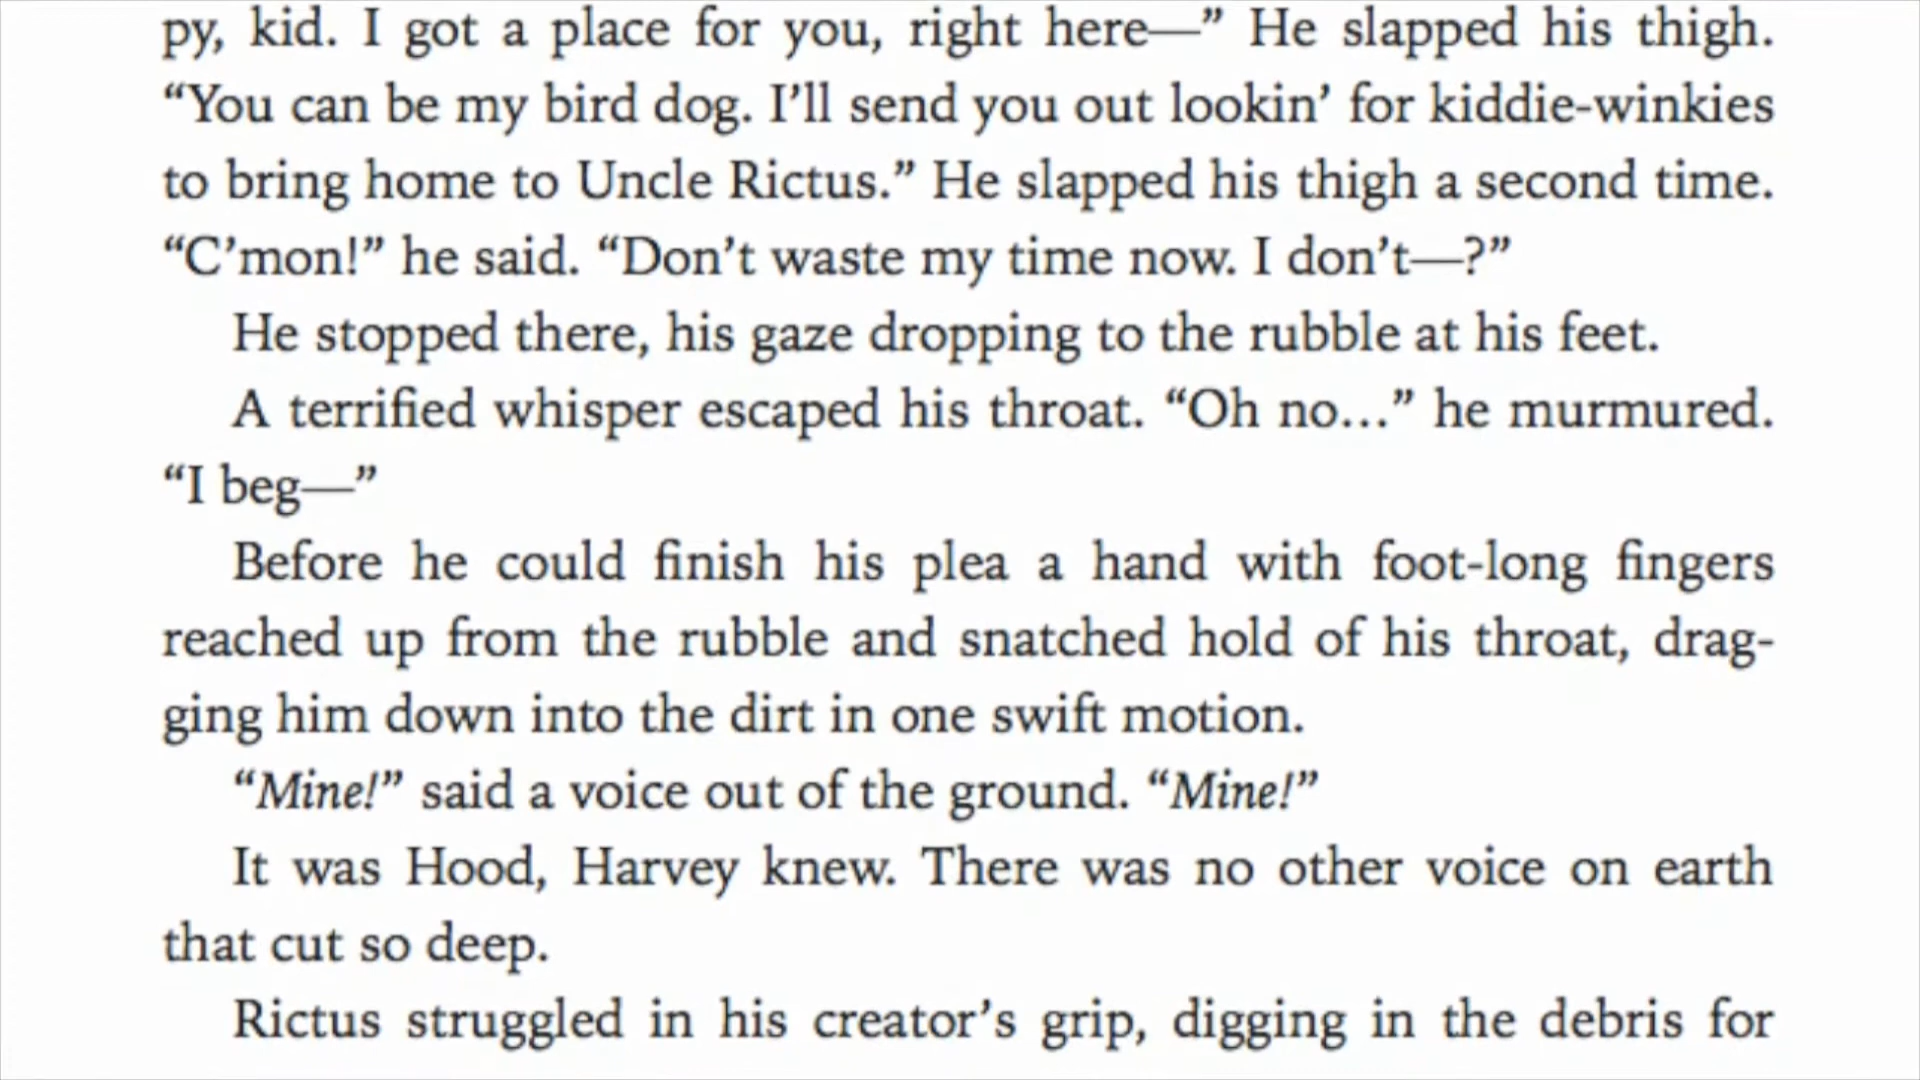 py, kid. I got a place for you, right here—” He slapped his thigh.
“You can be my bird dog. I’ll send you out lookin’ for kiddie-winkies
to bring home to Uncle Rictus.” He slapped his thigh a second time.
“C’mon!” he said. “Don’t waste my time now. I don’t—?”
He stopped there, his gaze dropping to the rubble at his feet.
A terrified whisper escaped his throat. “Oh no...” he murmured.
“I beg—”
Before he could finish his plea a hand with foot-long fingers
reached up from the rubble and snatched hold of his throat, drag-
ging him down into the dirt in one swift motion.
“Mine!” said a voice out of the ground. “Mine!”
It was Hood, Harvey knew. There was no other voice on earth
that cut so deep.
Rictus struggled in his creator’s grip, digging in the debris for